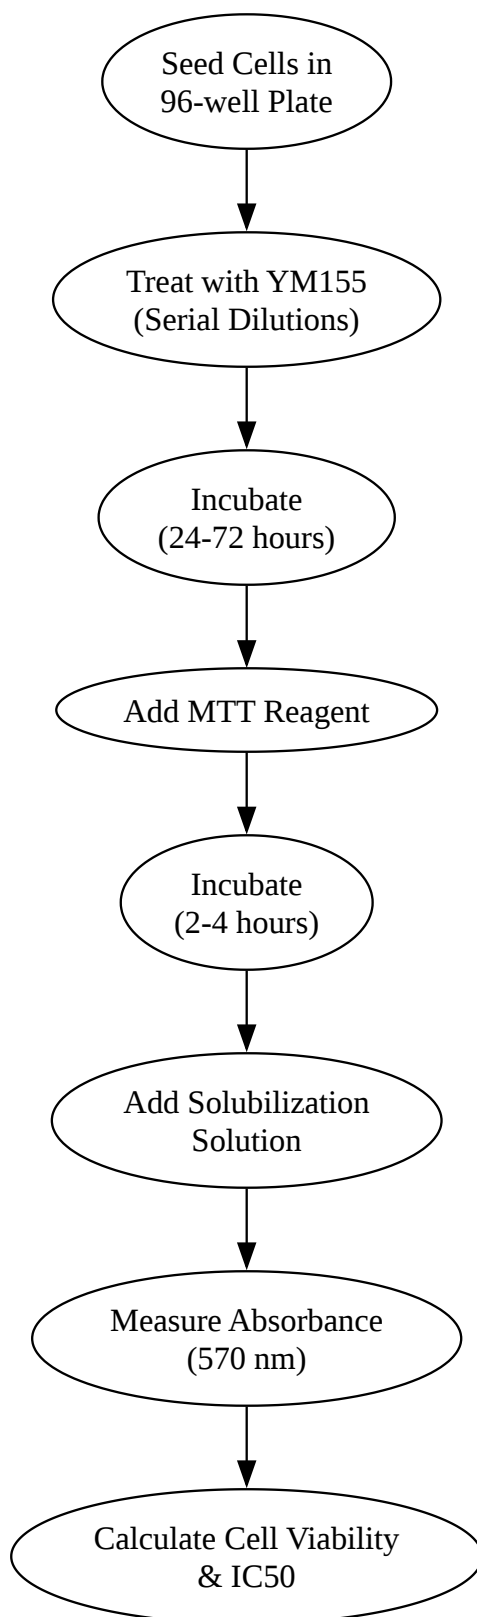 Seed Cells in
96-well Plate
Treat with YM155
(Serial Dilutions)
Incubate
(24-72 hours)
Add MTT Reagent
Incubate
(2-4 hours)
Add Solubilization
Solution
Measure Absorbance
(570 nm)
Calculate Cell Viability
& IC50